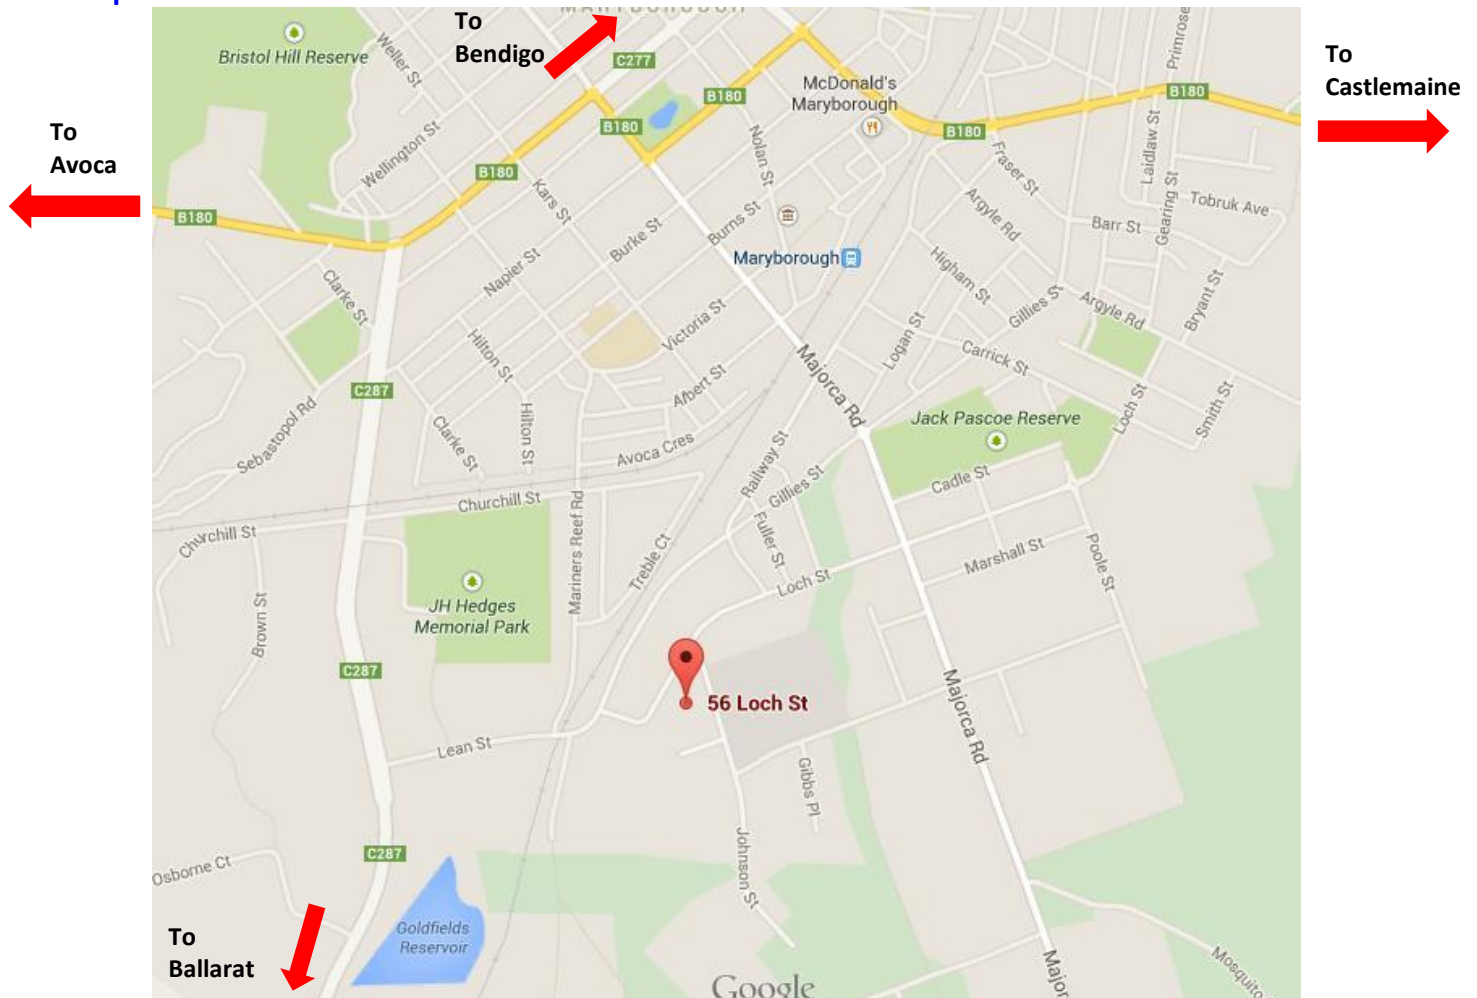 To
Bendigo
To
Castlemaine
To
Avoca
To
Ballarat
MARYBOROUGH
Bristol Hill Reserve
Weller St
C277
B180
McDonald's
Maryborough
Primrose
B180
B180
B180
B180
B180
Wellington St
Nolan St
Fraser St
Laidlaw St
Gearing St
Tobruk Ave
Kars St
Burke St
Burns St
Argyle Rd
Barr St
Napier St
Maryborough
Higham St
Clarke St
Gillies St
Argyle Rd
Bryant St
Hilton St
Victoria St
Majorca Rd
Logan St
Carrick St
C287
Albert St
Jack Pascoe Reserve
Loch St
Smith St
Sebastopol Rd
Clarke St
Hilton St
Avoca Cres
Railway St
Gillies St
Cadle St
Churchill St
Churchill St
Mariners Reef Rd
Treble Ct
Fuller St
Loch St
Marshall St
Poole St
Brown St
JH Hedges
Memorial Park
C287
56 Loch St
Majorca Rd
Lean St
Gibbs Pl
Johnson St
C287
Osborne Ct
Goldfields
Reservoir
Google
Major
Mosquito